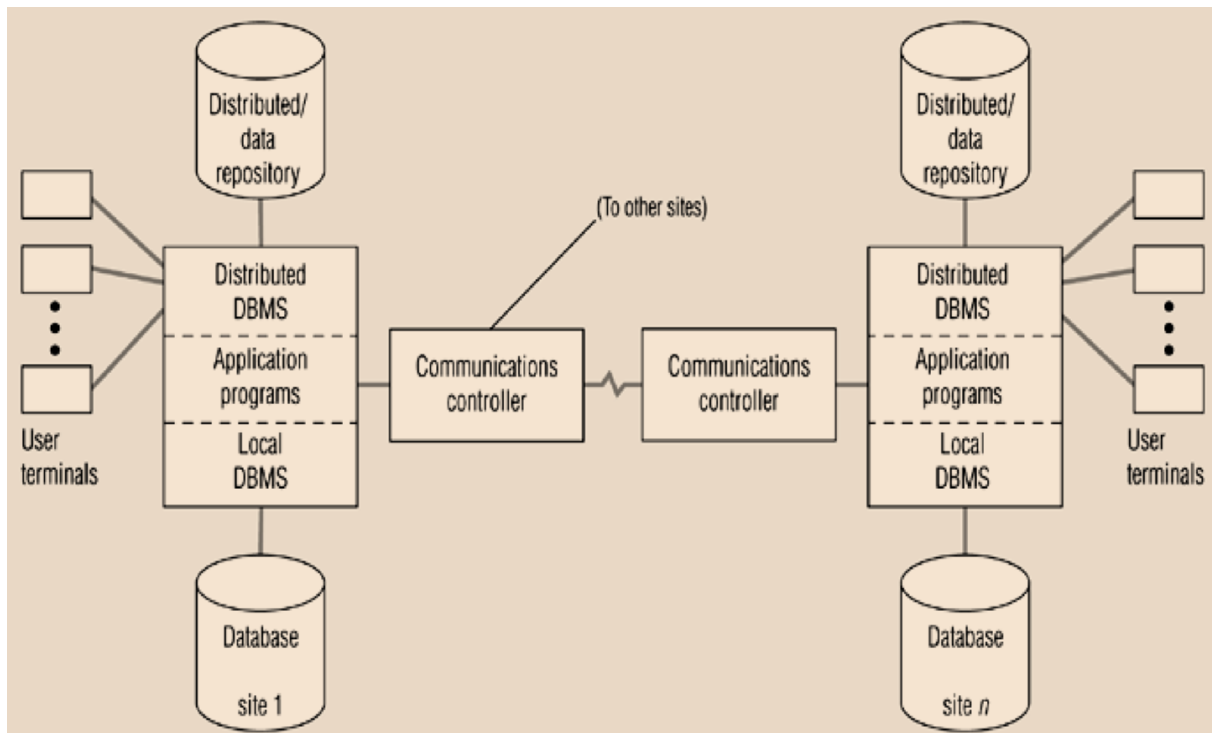 Distributed/
data
repository
Distributed/
data
repository
(To other sites)
Distributed
DBMS
Application
programs
Local
DBMS
Communications
controller
Communications
controller
Distributed
DBMS
Application
programs
Local
DBMS
User
terminals
User
terminals
Database
site 1
Database
site n